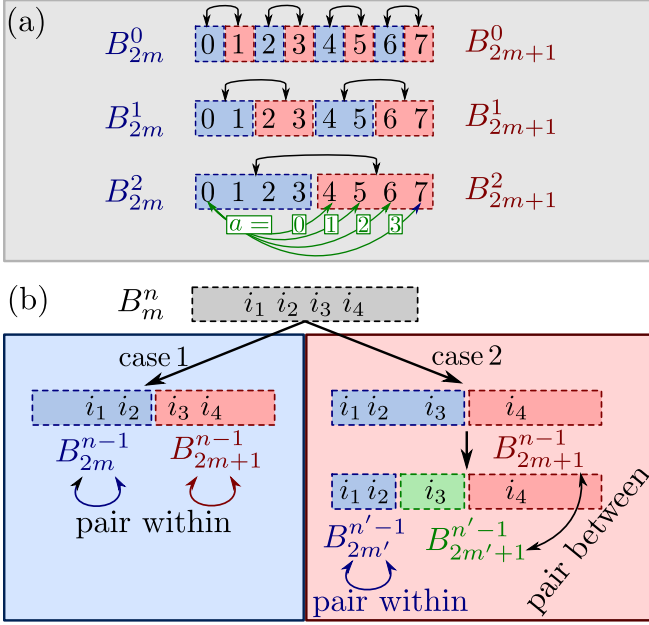 (a)
B^0_{2m} 0 1 2 3 4 5 6 7 B^0_{2m+1}
B^1_{2m} 0 1 2 3 4 5 6 7 B^1_{2m+1}
B^2_{2m} 0 1 2 3 4 5 6 7 B^2_{2m+1}
a = 0 1 2 3
(b)
B^n_m i_1 i_2 i_3 i_4
case 1
i_1 i_2 i_3 i_4
B^{n-1}_{2m} B^{n-1}_{2m+1}
pair within
case 2
i_1 i_2 i_3 i_4
B^{n-1}_{2m+1}
i_1 i_2 i_3 i_4
B^{n'-1}_{2m'} B^{n'-1}_{2m'+1}
pair within
pair between